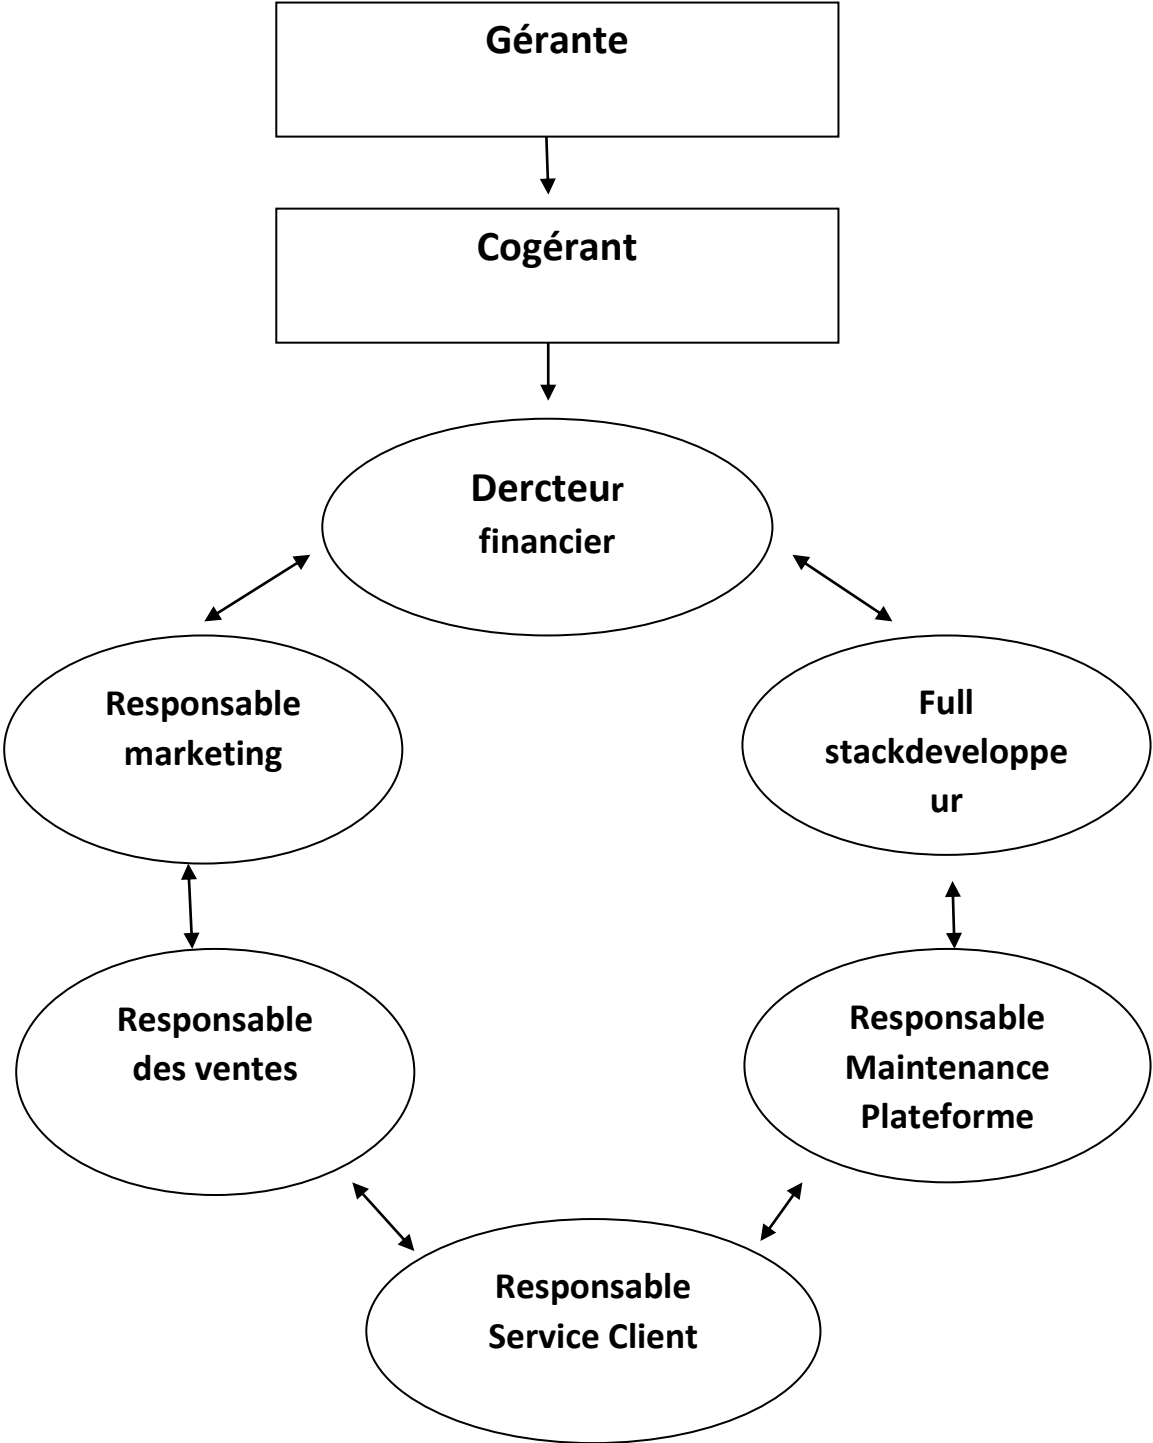 Gérante
Cogérant
Dercteur
financier
Responsable
marketing
Full
stackdeveloppe
ur
Responsable
des ventes
Responsable
Maintenance
Plateforme
Responsable
Service Client